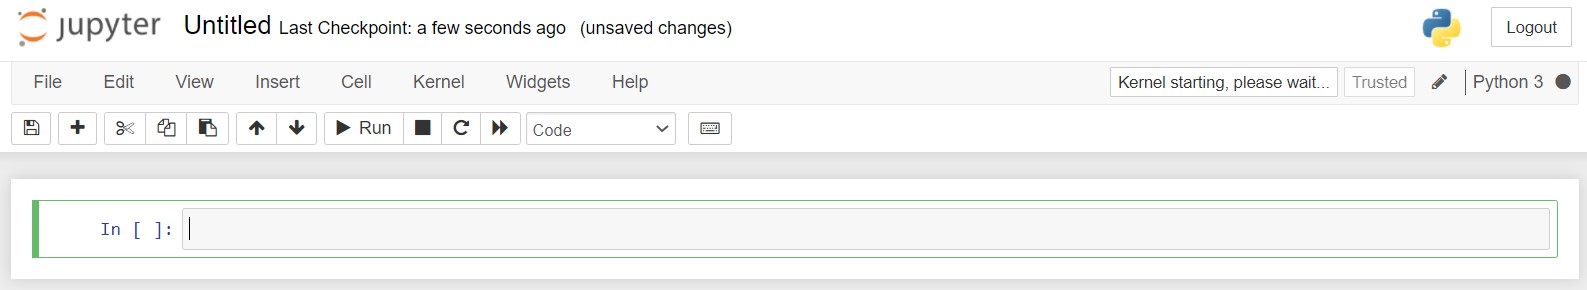 jupyter Untitled Last Checkpoint: a few seconds ago (unsaved changes) Logout
File Edit View Insert Cell Kernel Widgets Help Kernel starting, please wait... Trusted Python 3
Run Code
In [ ]: